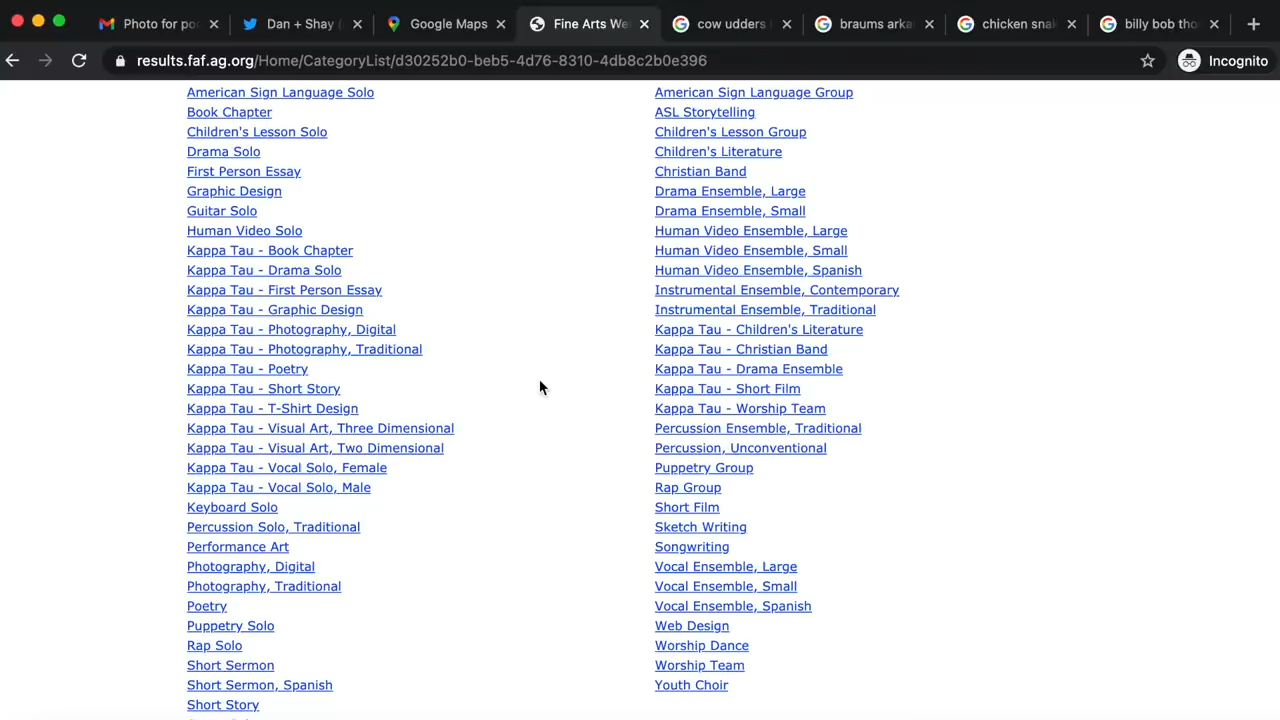 Photo for po
Dan + Shay (
Google Maps
Fine Arts We
cow udders
braums arka
chicken snak
billy bob tho
results.faf.ag.org/Home/CategoryList/d30252b0-beb5-4d76-8310-4db8c2b0e396
Incognito
American Sign Language Solo
Book Chapter
Children's Lesson Solo
Drama Solo
First Person Essay
Graphic Design
Guitar Solo
Human Video Solo
Kappa Tau - Book Chapter
Kappa Tau - Drama Solo
Kappa Tau - First Person Essay
Kappa Tau - Graphic Design
Kappa Tau - Photography, Digital
Kappa Tau - Photography, Traditional
Kappa Tau - Poetry
Kappa Tau - Short Story
Kappa Tau - T-Shirt Design
Kappa Tau - Visual Art, Three Dimensional
Kappa Tau - Visual Art, Two Dimensional
Kappa Tau - Vocal Solo, Female
Kappa Tau - Vocal Solo, Male
Keyboard Solo
Percussion Solo, Traditional
Performance Art
Photography, Digital
Photography, Traditional
Poetry
Puppetry Solo
Rap Solo
Short Sermon
Short Sermon, Spanish
Short Story
American Sign Language Group
ASL Storytelling
Children's Lesson Group
Children's Literature
Christian Band
Drama Ensemble, Large
Drama Ensemble, Small
Human Video Ensemble, Large
Human Video Ensemble, Small
Human Video Ensemble, Spanish
Instrumental Ensemble, Contemporary
Instrumental Ensemble, Traditional
Kappa Tau - Children's Literature
Kappa Tau - Christian Band
Kappa Tau - Drama Ensemble
Kappa Tau - Short Film
Kappa Tau - Worship Team
Percussion Ensemble, Traditional
Percussion, Unconventional
Puppetry Group
Rap Group
Short Film
Sketch Writing
Songwriting
Vocal Ensemble, Large
Vocal Ensemble, Small
Vocal Ensemble, Spanish
Web Design
Worship Dance
Worship Team
Youth Choir